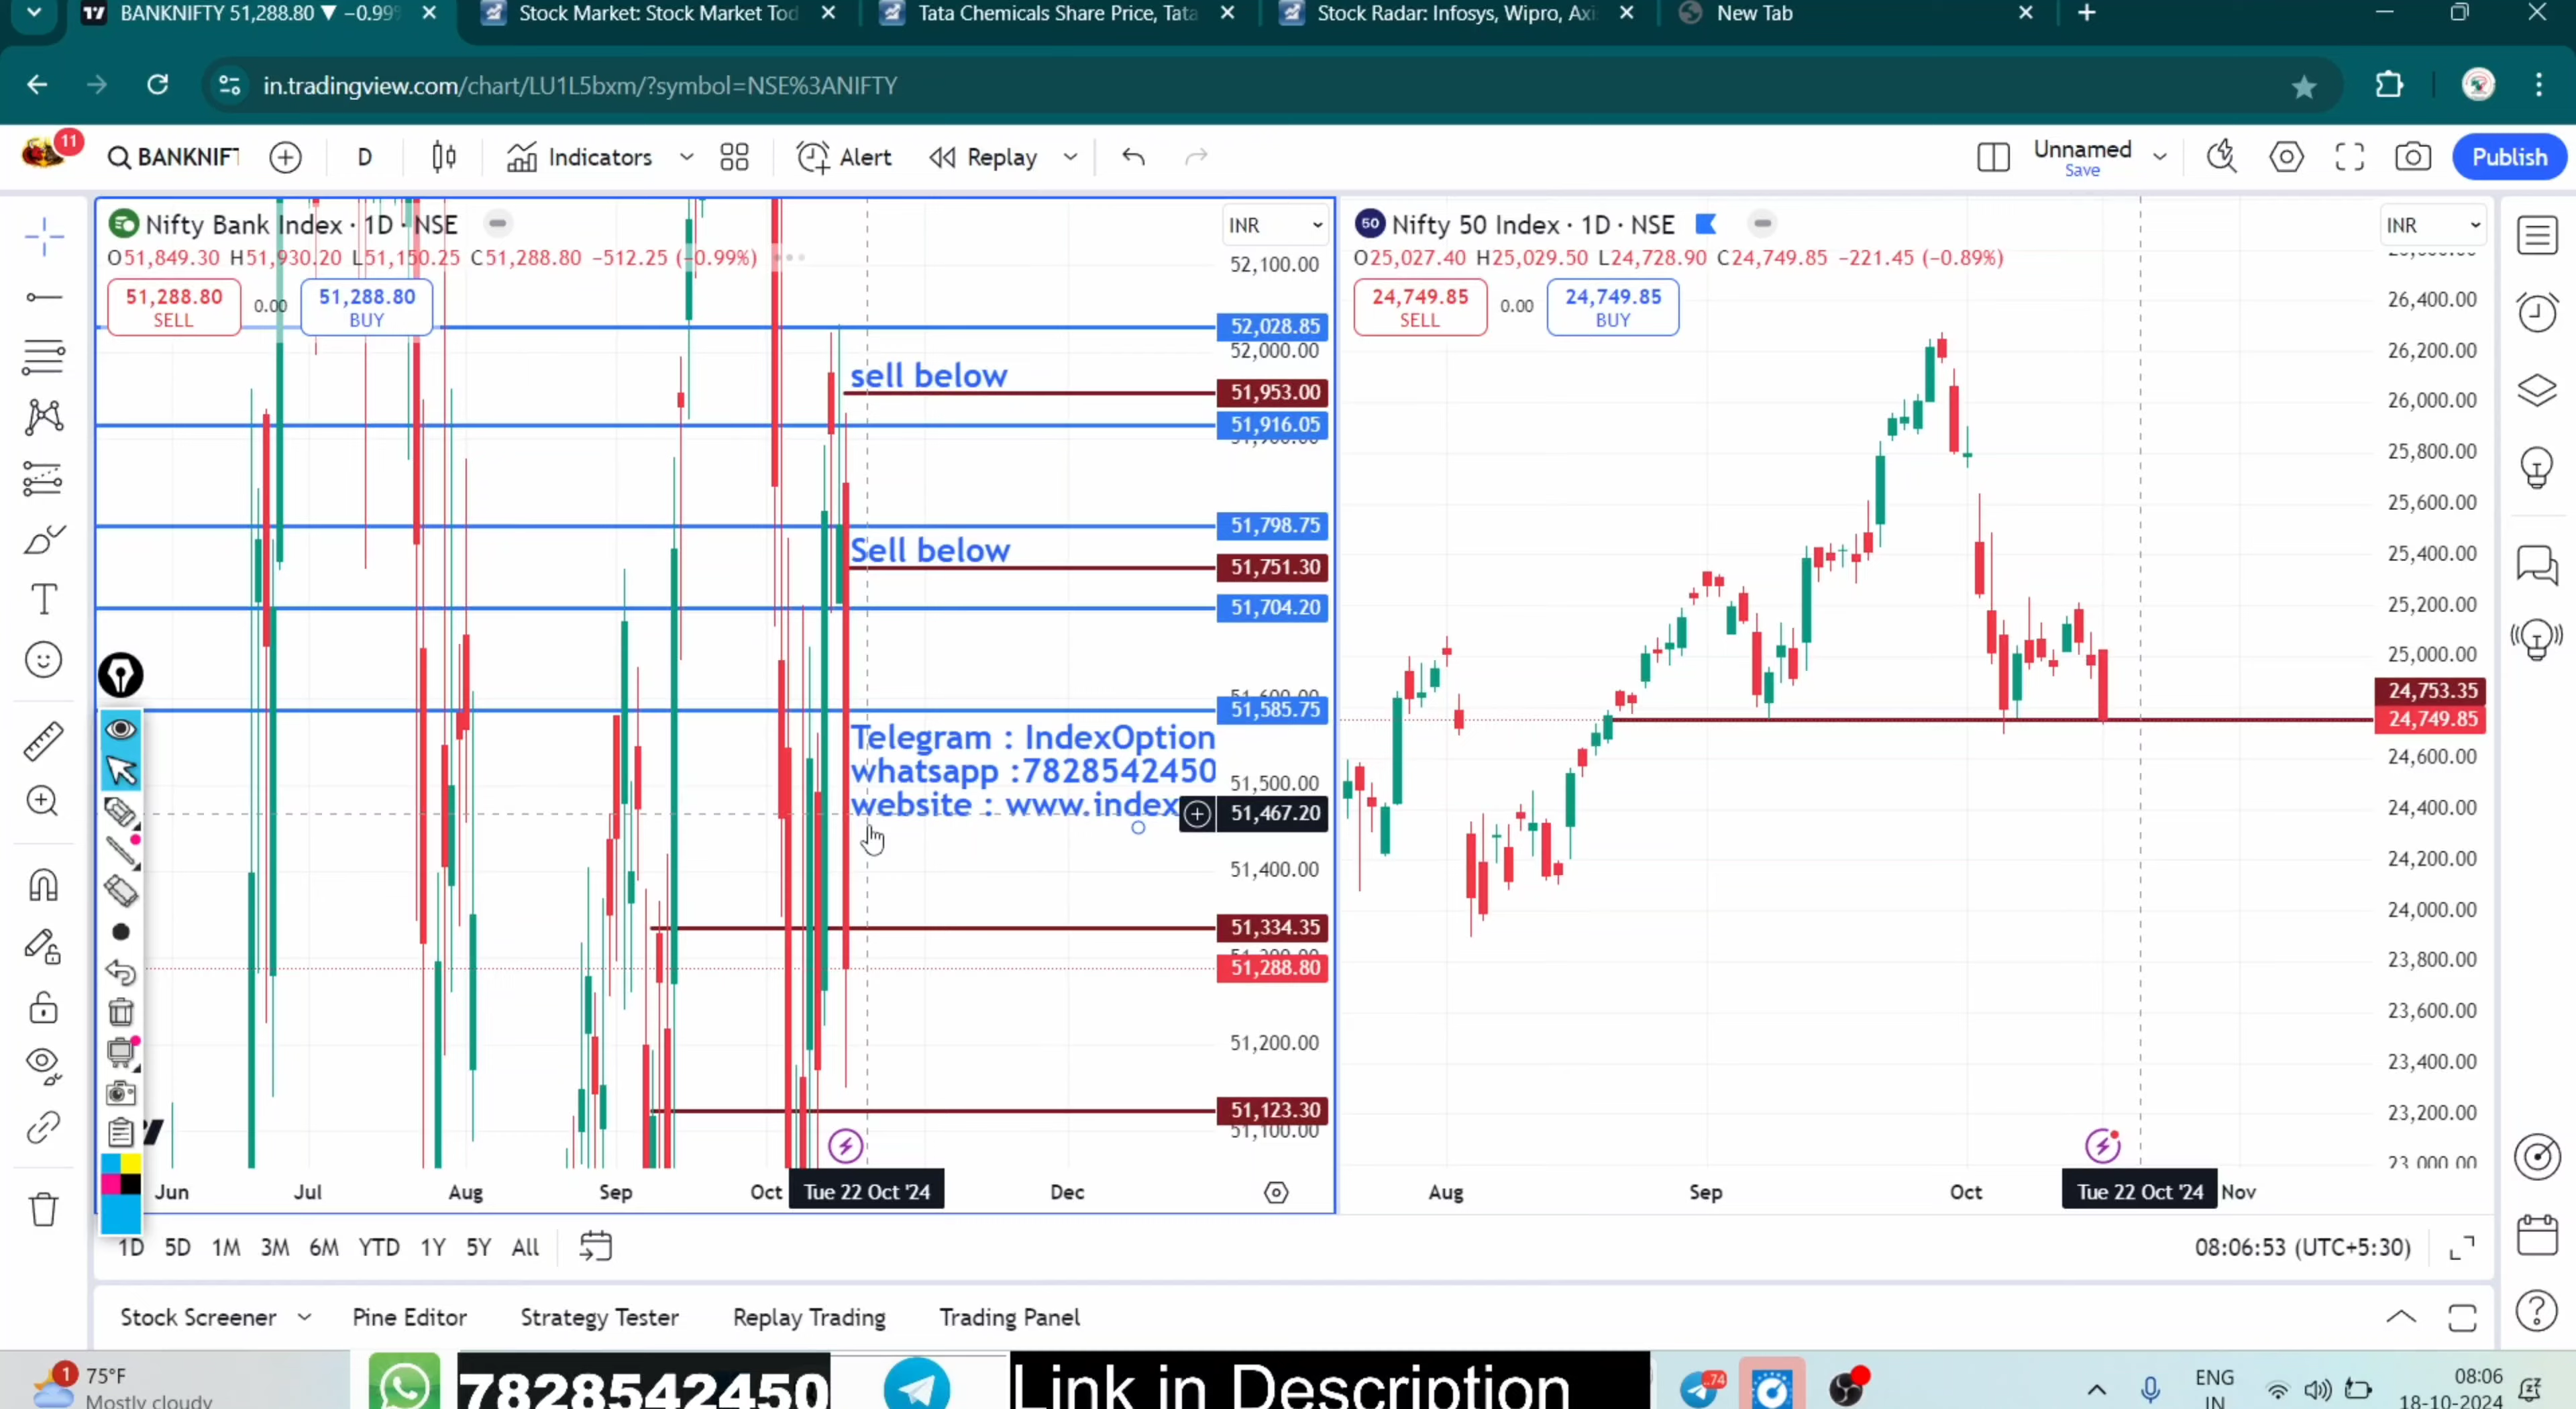 BANKNIFTY 51,288.80 ▼ −0.99
Stock Market: Stock Market Tod
Tata Chemicals Share Price, Tata
Stock Radar: Infosys, Wipro, Axi
New Tab
in.tradingview.com/chart/LU1L5bxm/?symbol=NSE%3ANIFTY
11
BANKNIFT
D
Indicators
Alert
Replay
Unnamed
Save
Publish
Nifty Bank Index · 1D · NSE
O51,849.30 H51,930.20 L51,150.25 C51,288.80 −512.25 (−0.99%)
51,288.80
SELL
0.00
51,288.80
BUY
INR
52,100.00
52,028.85
52,000.00
sell below
51,953.00
51,916.05
51,798.75
Sell below
51,751.30
51,704.20
51,585.75
Telegram : IndexOption
whatsapp :7828542450
website : www.index
51,500.00
51,467.20
51,400.00
51,334.35
51,288.80
51,200.00
51,123.30
51,100.00
Jun
Jul
Aug
Sep
Oct
Tue 22 Oct '24
Dec
50
Nifty 50 Index · 1D · NSE
O25,027.40 H25,029.50 L24,728.90 C24,749.85 −221.45 (−0.89%)
24,749.85
SELL
0.00
24,749.85
BUY
INR
26,400.00
26,200.00
26,000.00
25,800.00
25,600.00
25,400.00
25,200.00
25,000.00
24,753.35
24,749.85
24,600.00
24,400.00
24,200.00
24,000.00
23,800.00
23,600.00
23,400.00
23,200.00
23,000.00
Aug
Sep
Oct
Tue 22 Oct '24
Nov
1D 5D 1M 3M 6M YTD 1Y 5Y All
08:06:53 (UTC+5:30)
Stock Screener
Pine Editor
Strategy Tester
Replay Trading
Trading Panel
1
75°F
Mostly cloudy
7828542450
Link in Description
74
ENG
IN
08:06
18-10-2024